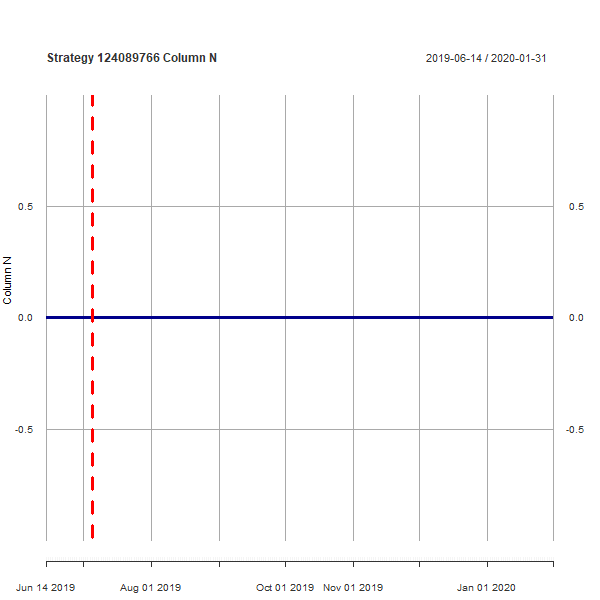 Strategy 124089766 Column N
2019-06-14 / 2020-01-31
0.5
0.5
Column N
0.0
0.0
-0.5
-0.5
Jun 14 2019
Aug 01 2019
Oct 01 2019
Nov 01 2019
Jan 01 2020